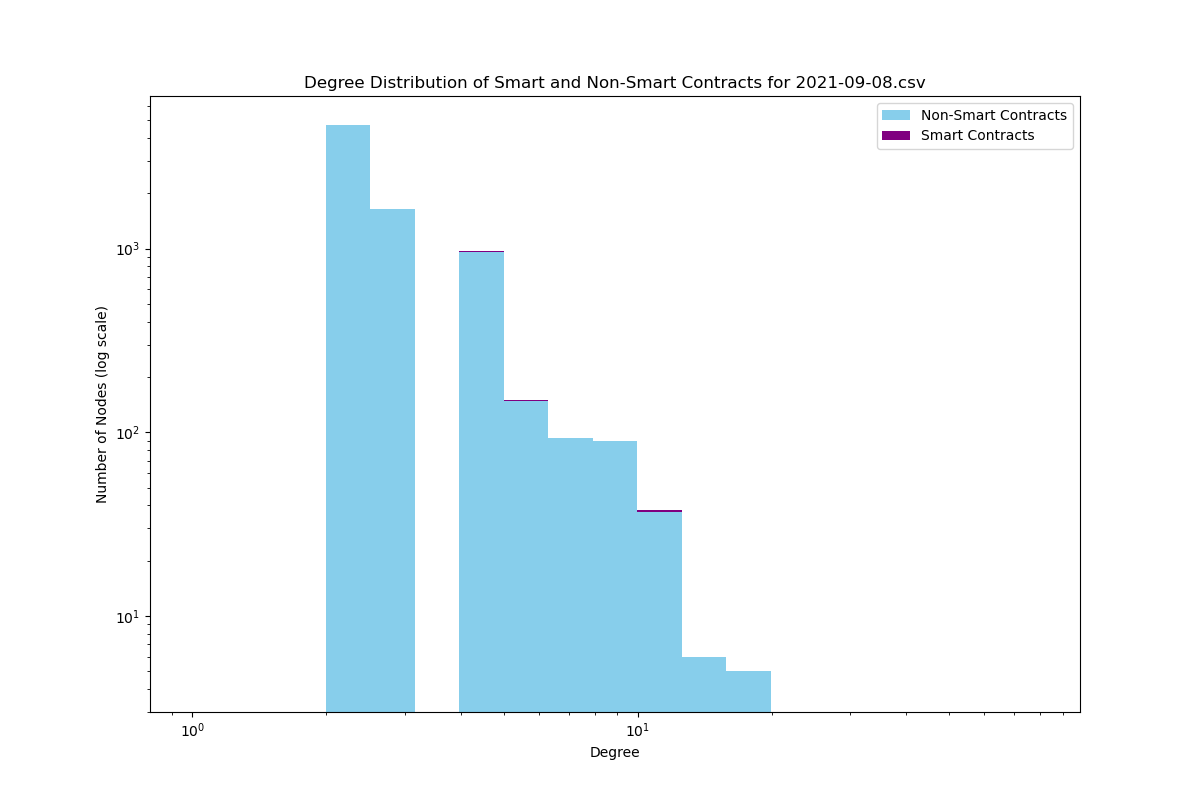 Degree Distribution of Smart and Non-Smart Contracts for 2021-09-08.csv
Non-Smart Contracts
Smart Contracts
Number of Nodes (log scale)
10³
10²
10¹
10⁰
10¹
Degree